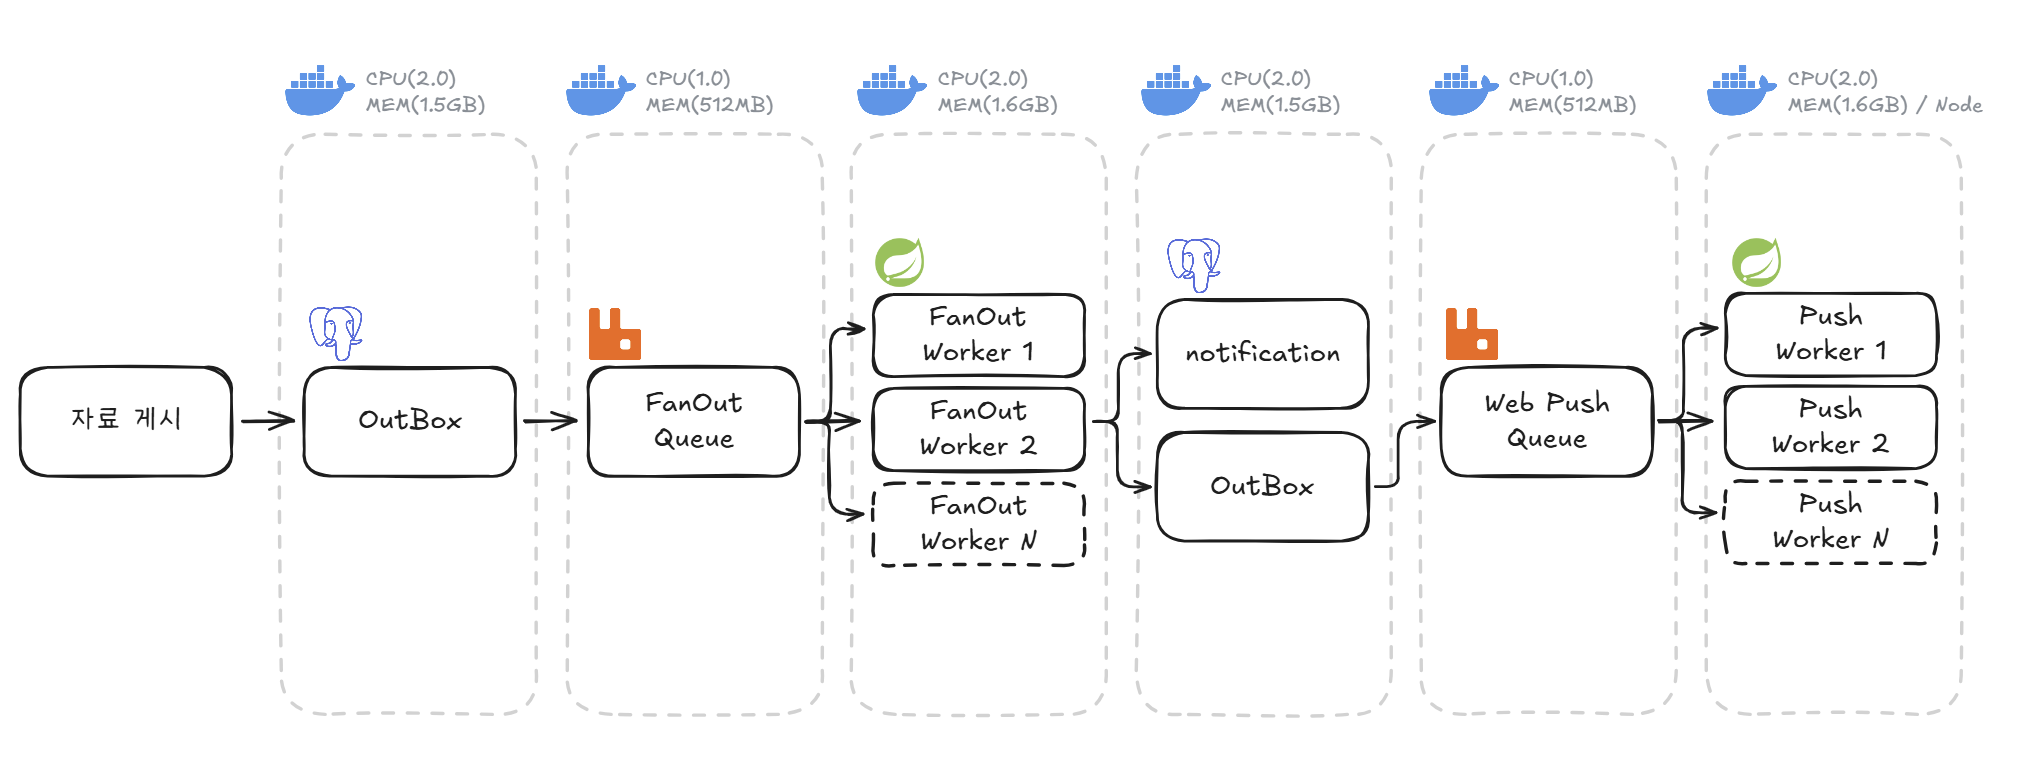 CPU(2.0)
MEM(1.5GB)
CPU(1.0)
MEM(512MB)
CPU(2.0)
MEM(1.6GB)
CPU(2.0)
MEM(1.5GB)
CPU(1.0)
MEM(512MB)
CPU(2.0)
MEM(1.6GB) / Node
자료 게시
OutBox
FanOut
Queue
FanOut
Worker 1
FanOut
Worker 2
FanOut
Worker N
notification
OutBox
Web Push
Queue
Push
Worker 1
Push
Worker 2
Push
Worker N